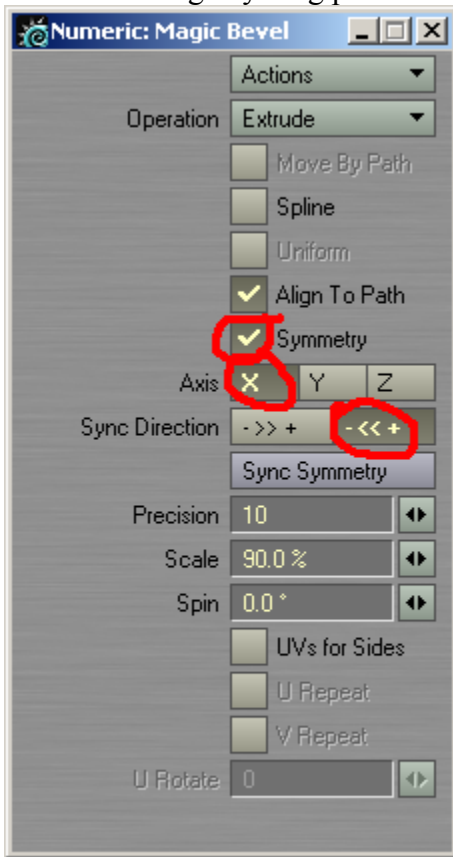 Numeric: Magic Bevel
Actions
Operation Extrude
Move By Path
Spline
Uniform
Align To Path
Symmetry
Axis X Y Z
Sync Direction - >> + - << +
Sync Symmetry
Precision 10
Scale 90.0 %
Spin 0.0 °
UVs for Sides
U Repeat
V Repeat
U Rotate 0